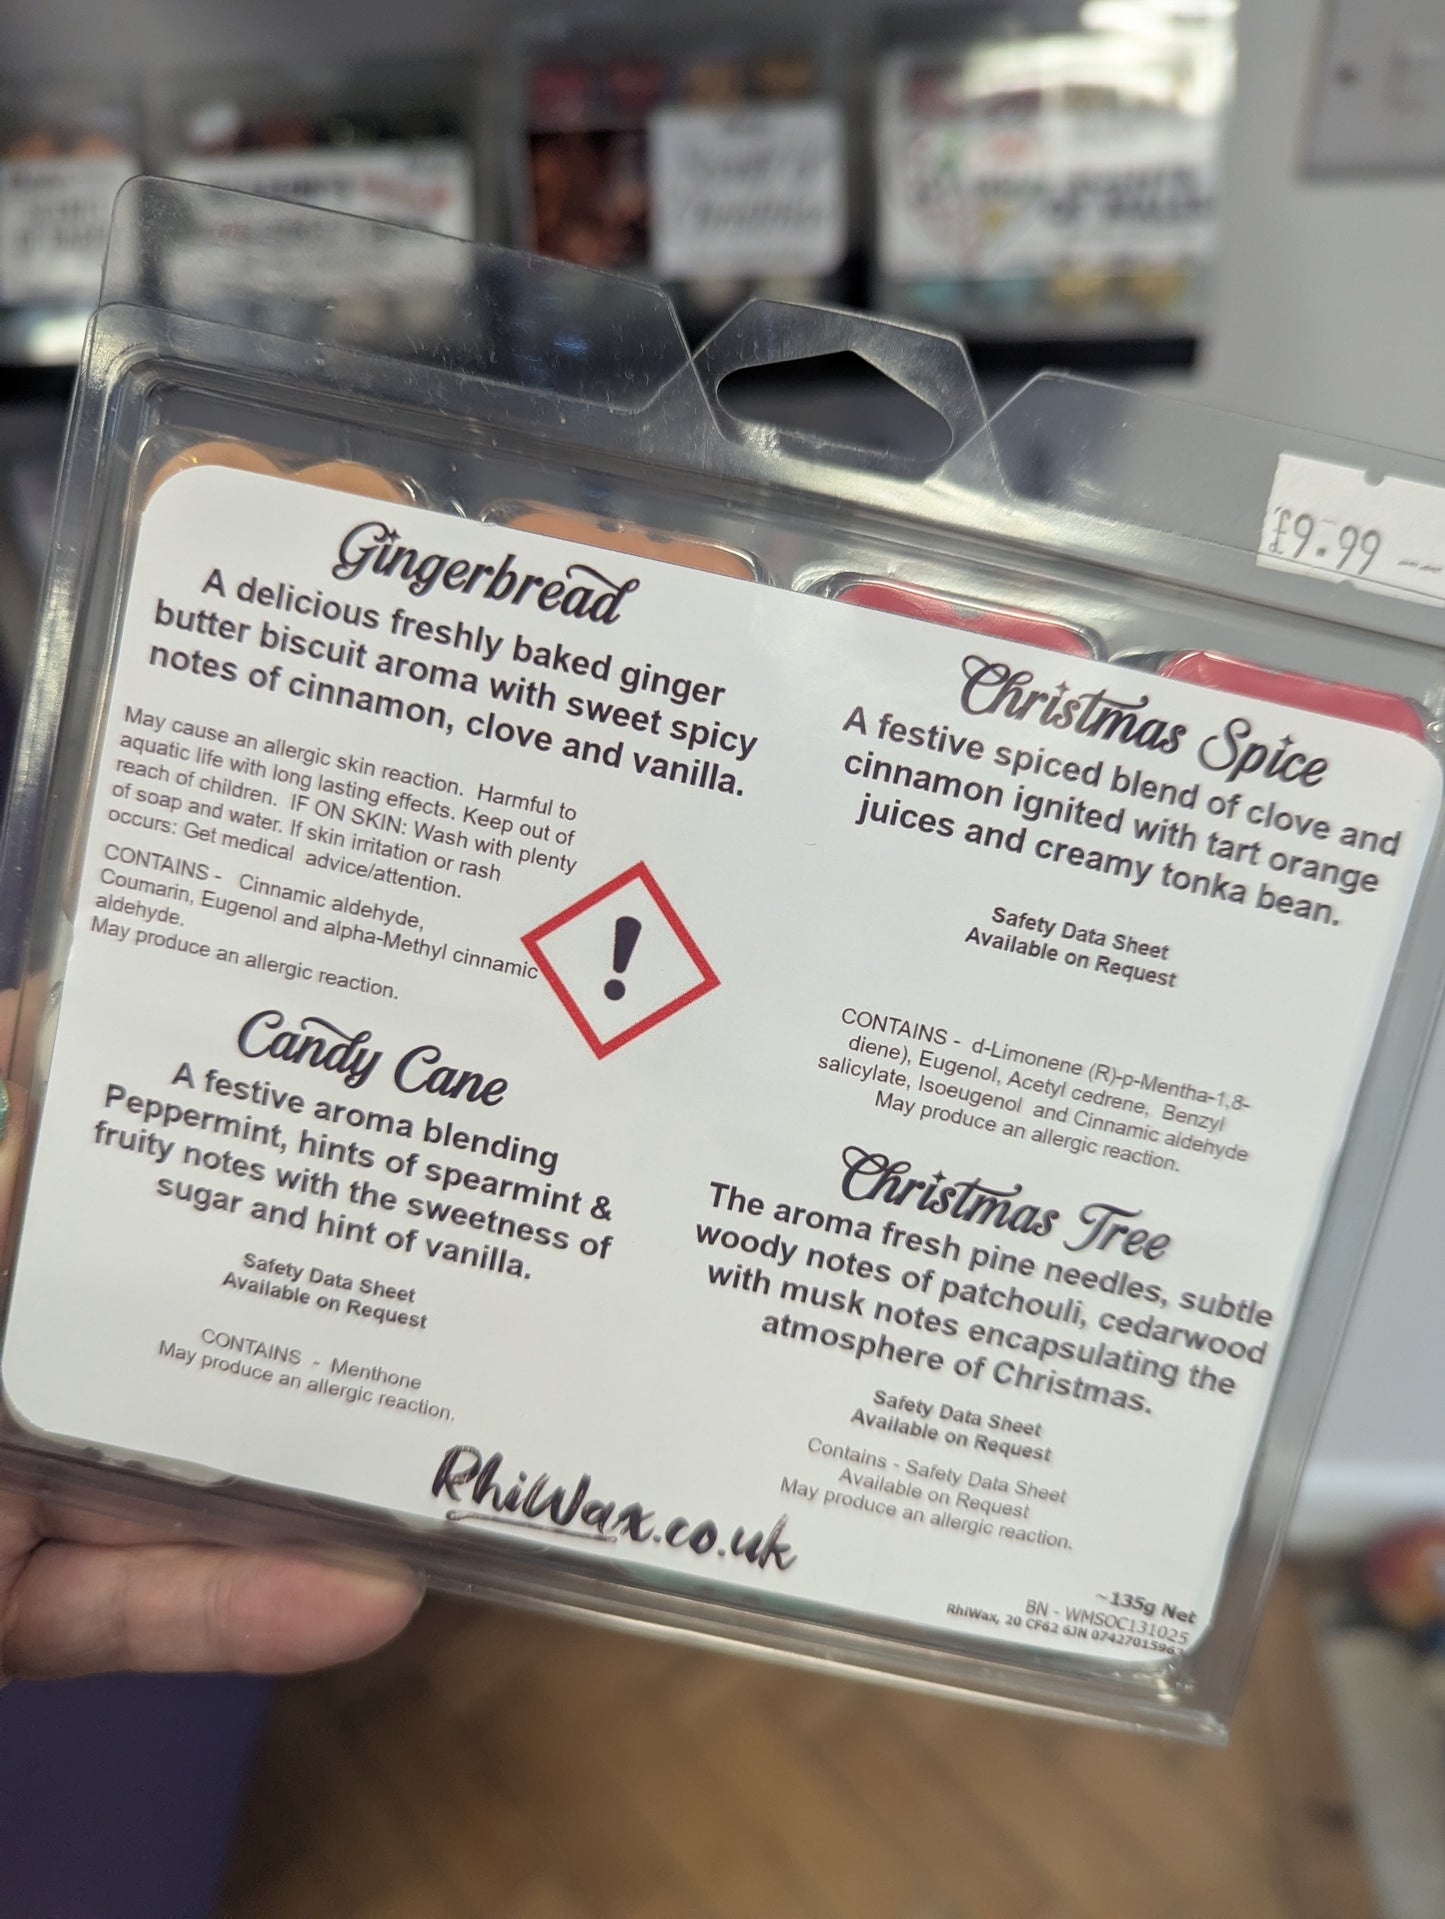 £9.99
Gingerbread
A delicious freshly baked ginger
butter biscuit aroma with sweet spicy
notes of cinnamon, clove and vanilla.
May cause an allergic skin reaction. Harmful to
aquatic life with long lasting effects. Keep out of
reach of children. IF ON SKIN: Wash with plenty
of soap and water. If skin irritation or rash
occurs: Get medical advice/attention.
CONTAINS - Cinnamic aldehyde,
Coumarin, Eugenol and alpha-Methyl cinnamic
aldehyde.
May produce an allergic reaction.
Christmas Spice
A festive spiced blend of clove and
cinnamon ignited with tart orange
juices and creamy tonka bean.
Safety Data Sheet
Available on Request
CONTAINS - d-Limonene (R)-p-Mentha-1,8-
diene), Eugenol, Acetyl cedrene, Benzyl
salicylate, Isoeugenol and Cinnamic aldehyde
May produce an allergic reaction.
Candy Cane
A festive aroma blending
Peppermint, hints of spearmint &
fruity notes with the sweetness of
sugar and hint of vanilla.
Safety Data Sheet
Available on Request
CONTAINS - Menthone
May produce an allergic reaction.
Christmas Tree
The aroma fresh pine needles, subtle
woody notes of patchouli, cedarwood
with musk notes encapsulating the
atmosphere of Christmas.
Safety Data Sheet
Available on Request
Contains - Safety Data Sheet
Available on Request
May produce an allergic reaction.
RhiWax.co.uk
~135g Net
BN - WMSOC131025
RhiWax, 20 CF62 6JN 07427015963